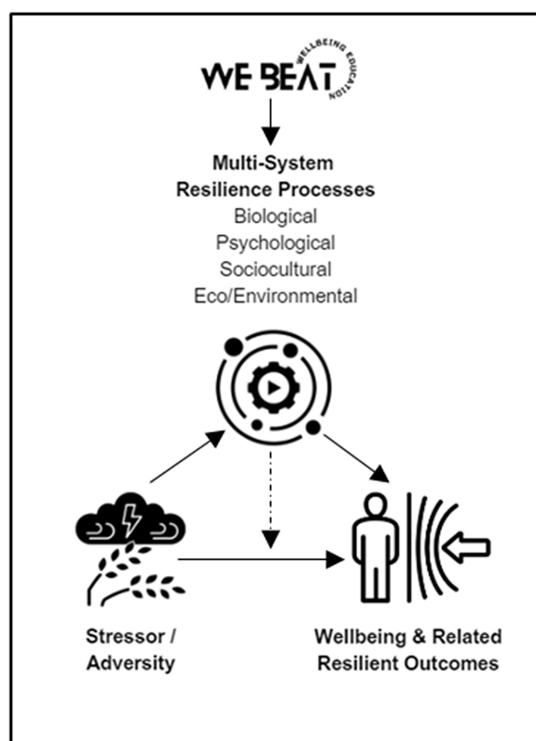 WE BEAT
WELLBEING EDUCATION
Multi-System
Resilience Processes
Biological
Psychological
Sociocultural
Eco/Environmental
Stressor /
Adversity
Wellbeing & Related
Resilient Outcomes